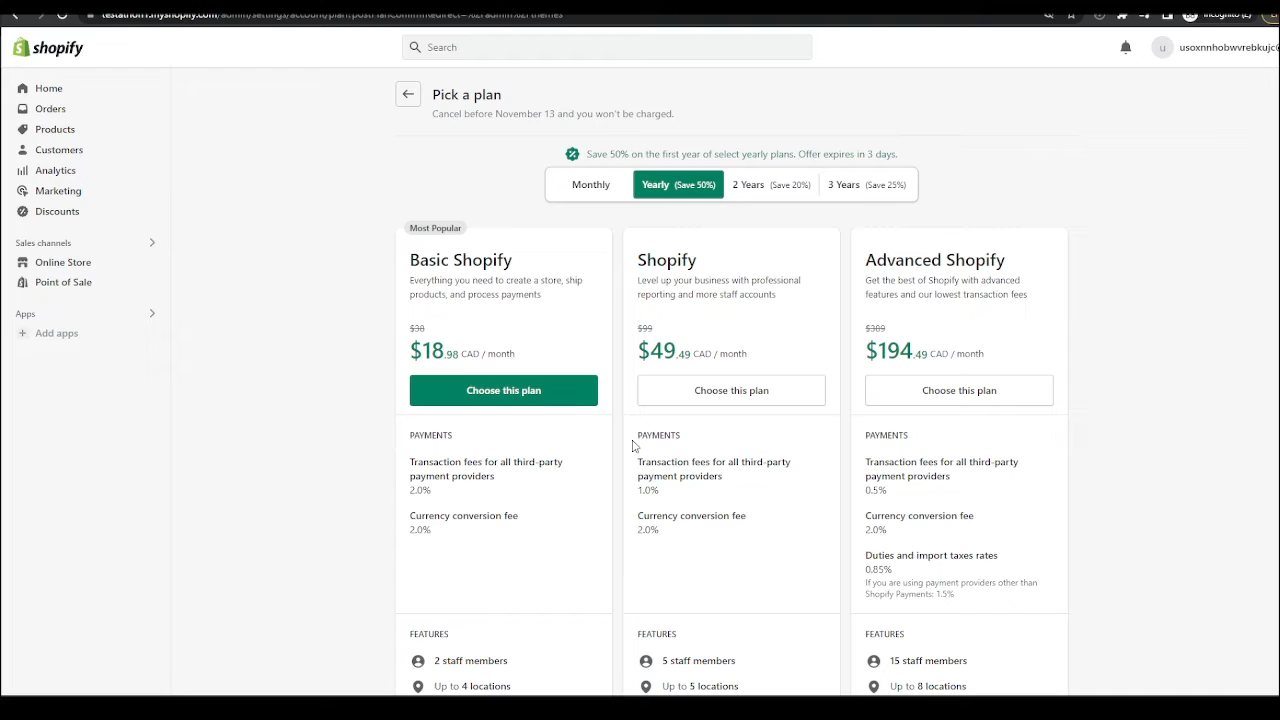 shopify
Search
u
Home
Orders
Products
Customers
Analytics
Marketing
Discounts
Sales channels
Online Store
Point of Sale
Apps
Add apps
Pick a plan
Cancel before November 13 and you won't be charged.
Save 50% on the first year of select yearly plans. Offer expires in 3 days.
Monthly Yearly (Save 50%) 2 Years (Save 20%) 3 Years (Save 25%)
Most Popular
Basic Shopify
Everything you need to create a store, ship
products, and process payments
$38
$18.98 CAD / month
Choose this plan
PAYMENTS
Transaction fees for all third-party
payment providers
2.0%
Currency conversion fee
2.0%
FEATURES
2 staff members
Up to 4 locations
Shopify
Level up your business with professional
reporting and more staff accounts
$99
$49.49 CAD / month
Choose this plan
PAYMENTS
Transaction fees for all third-party
payment providers
1.0%
Currency conversion fee
2.0%
FEATURES
5 staff members
Up to 5 locations
Advanced Shopify
Get the best of Shopify with advanced
features and our lowest transaction fees
$389
$194.49 CAD / month
Choose this plan
PAYMENTS
Transaction fees for all third-party
payment providers
0.5%
Currency conversion fee
2.0%
Duties and import taxes rates
0.85%
If you are using payment providers other than
Shopify Payments: 1.5%
FEATURES
15 staff members
Up to 8 locations